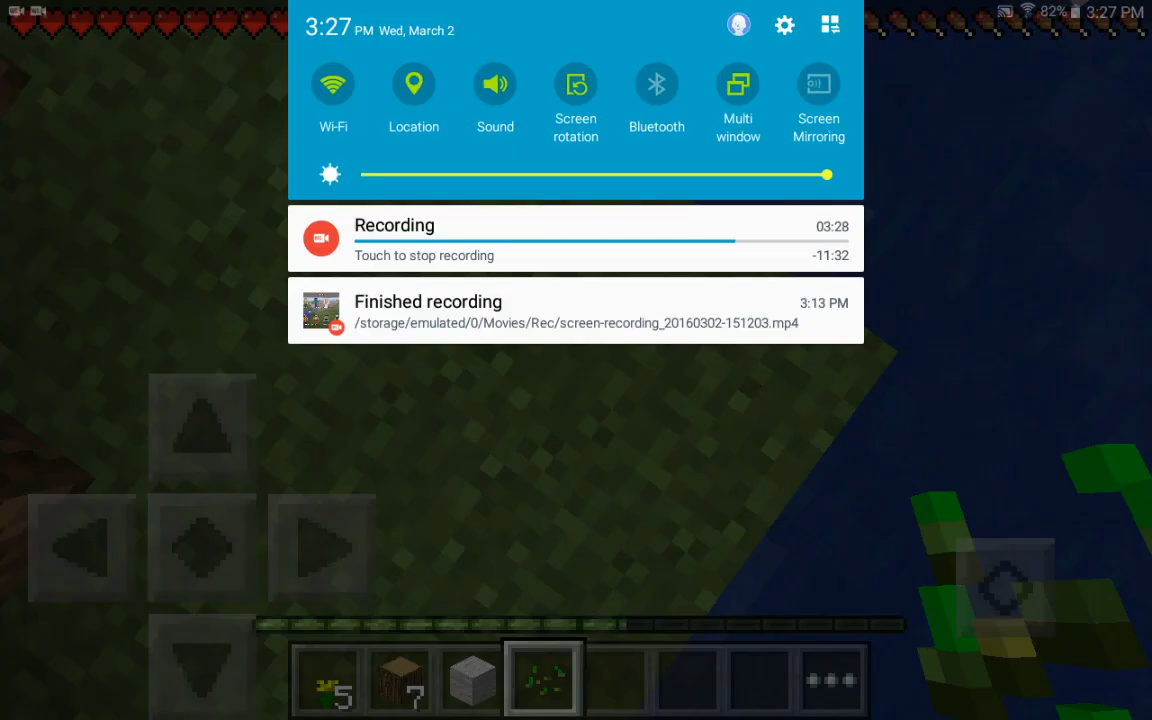 82% 3:27 PM
3:27 PM Wed, March 2
Wi-Fi
Location
Sound
Screen
rotation
Bluetooth
Multi
window
Screen
Mirroring
Recording 03:28
Touch to stop recording -11:32
Finished recording 3:13 PM
/storage/emulated/0/Movies/Rec/screen-recording_20160302-151203.mp4
5
7